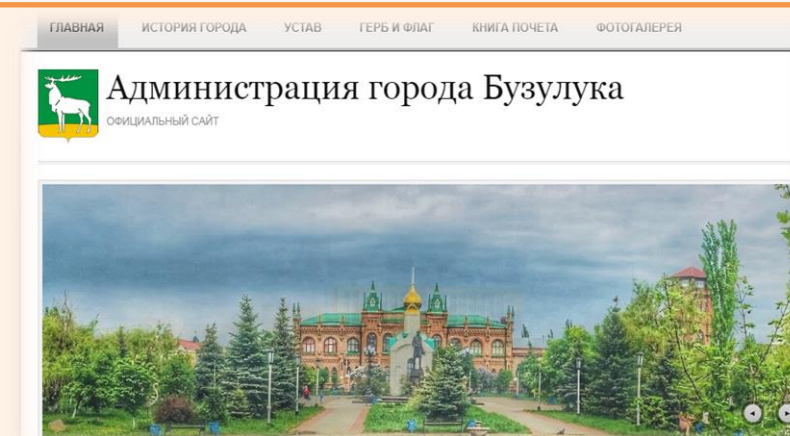 ГЛАВНАЯ ИСТОРИЯ ГОРОДА УСТАВ ГЕРБ И ФЛАГ КНИГА ПОЧЕТА ФОТОГАЛЕРЕЯ
Администрация города Бузулука
ОФИЦИАЛЬНЫЙ САЙТ